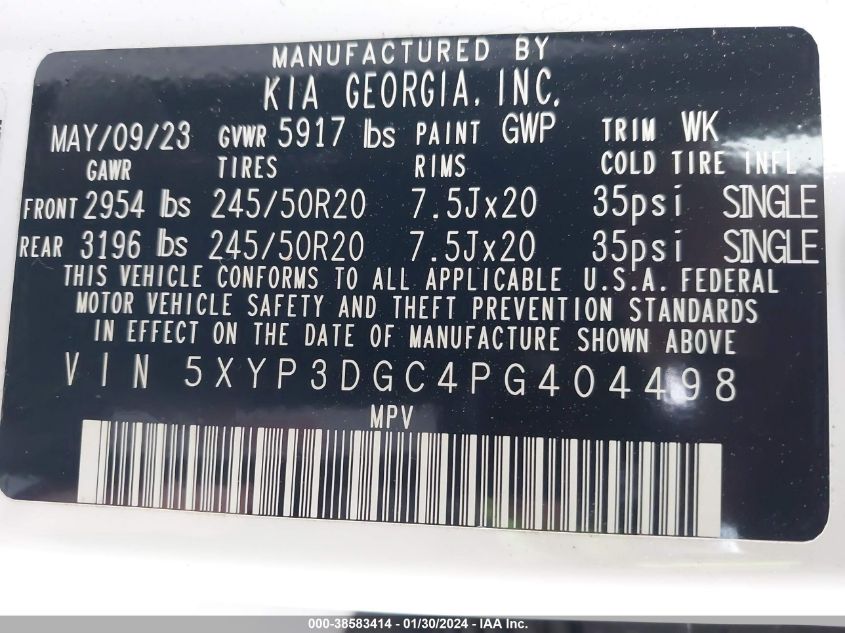 MANUFACTURED BY
KIA GEORGIA, INC.
MAY/09/23 GVWR 5917 lbs PAINT GWP TRIM WK
GAWR TIRES RIMS COLD TIRE INFL
FRONT 2954 lbs 245/50R20 7.5Jx20 35psi SINGLE
REAR 3196 lbs 245/50R20 7.5Jx20 35psi SINGLE
THIS VEHICLE CONFORMS TO ALL APPLICABLE U.S.A. FEDERAL
MOTOR VEHICLE SAFETY AND THEFT PREVENTION STANDARDS
IN EFFECT ON THE DATE OF MANUFACTURE SHOWN ABOVE
VIN 5XYP3DGC4PG404498
MPV
000-38583414 - 01/30/2024 - IAA Inc.